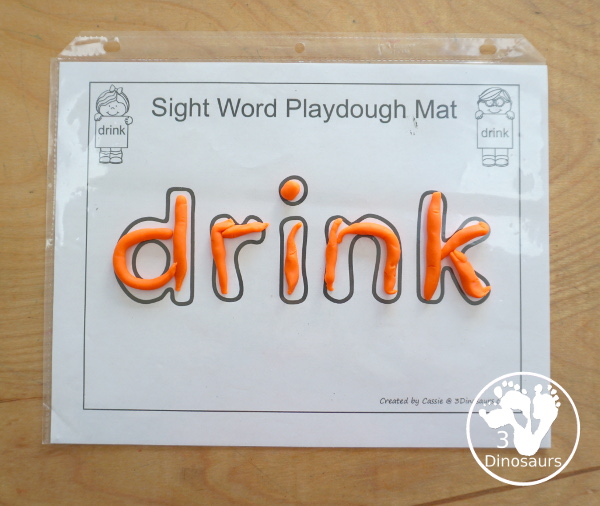 Sight Word Playdough Mat
drink
drink
drink
Created by Cassie @ 3Dinosaurs
3
Dinosaurs